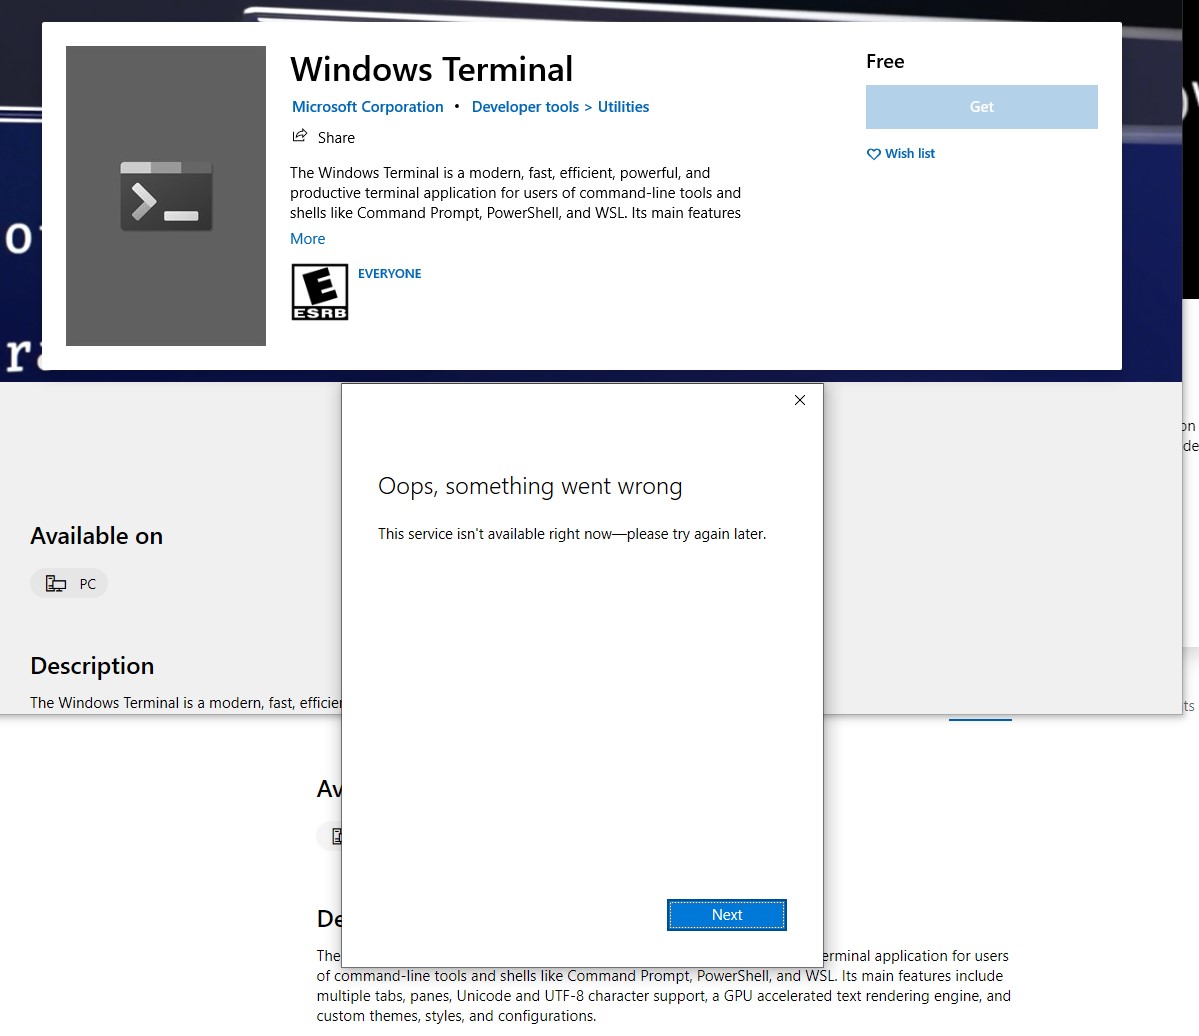 Windows Terminal
Free
Microsoft Corporation • Developer tools > Utilities
Get
Share
Wish list
The Windows Terminal is a modern, fast, efficient, powerful, and
productive terminal application for users of command-line tools and
shells like Command Prompt, PowerShell, and WSL. Its main features
More
E
EVERYONE
ESRB
Oops, something went wrong
This service isn't available right now—please try again later.
Next
Available on
PC
Description
The Windows Terminal is a modern, fast,
The
erminal application for users
of command-line tools and shells like Command Prompt, PowerShell, and WSL. Its main features include
multiple tabs, panes, Unicode and UTF-8 character support, a GPU accelerated text rendering engine, and
custom themes, styles, and configurations.